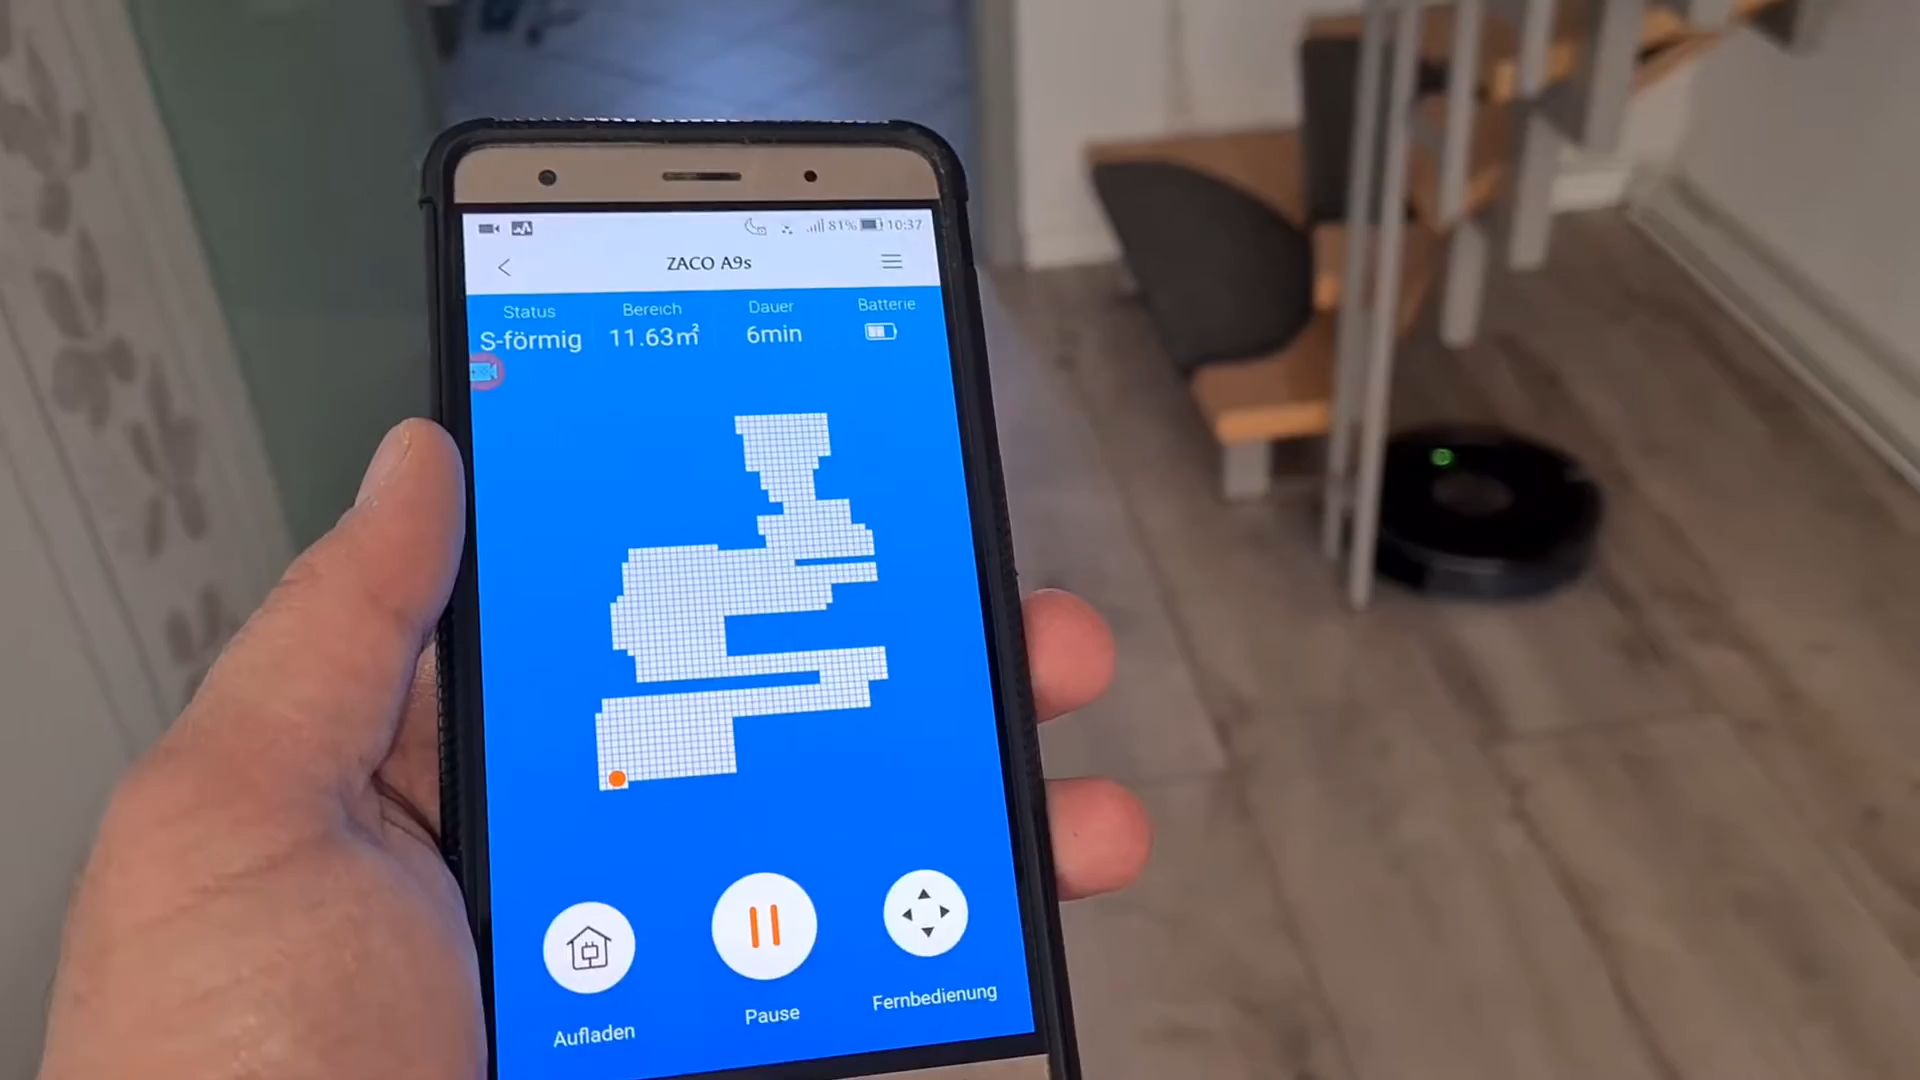 81% 10:37
ZACO A9s
Status Bereich Dauer Batterie
S-förmig 11.63m² 6min
Aufladen Pause Fernbedienung